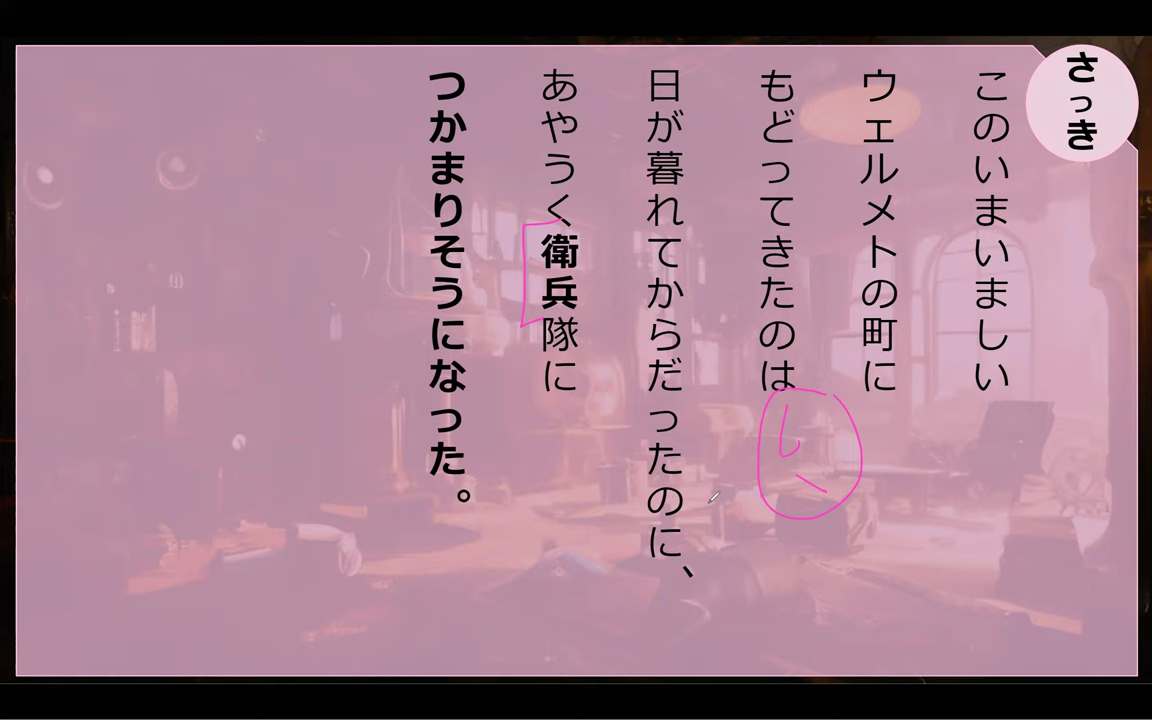 さっき
このいまいましい
ウェルメトの町に
もどってきたのは
い
日が暮れてからだったのに、
あやうく衛兵隊に
つかまりそうになった。